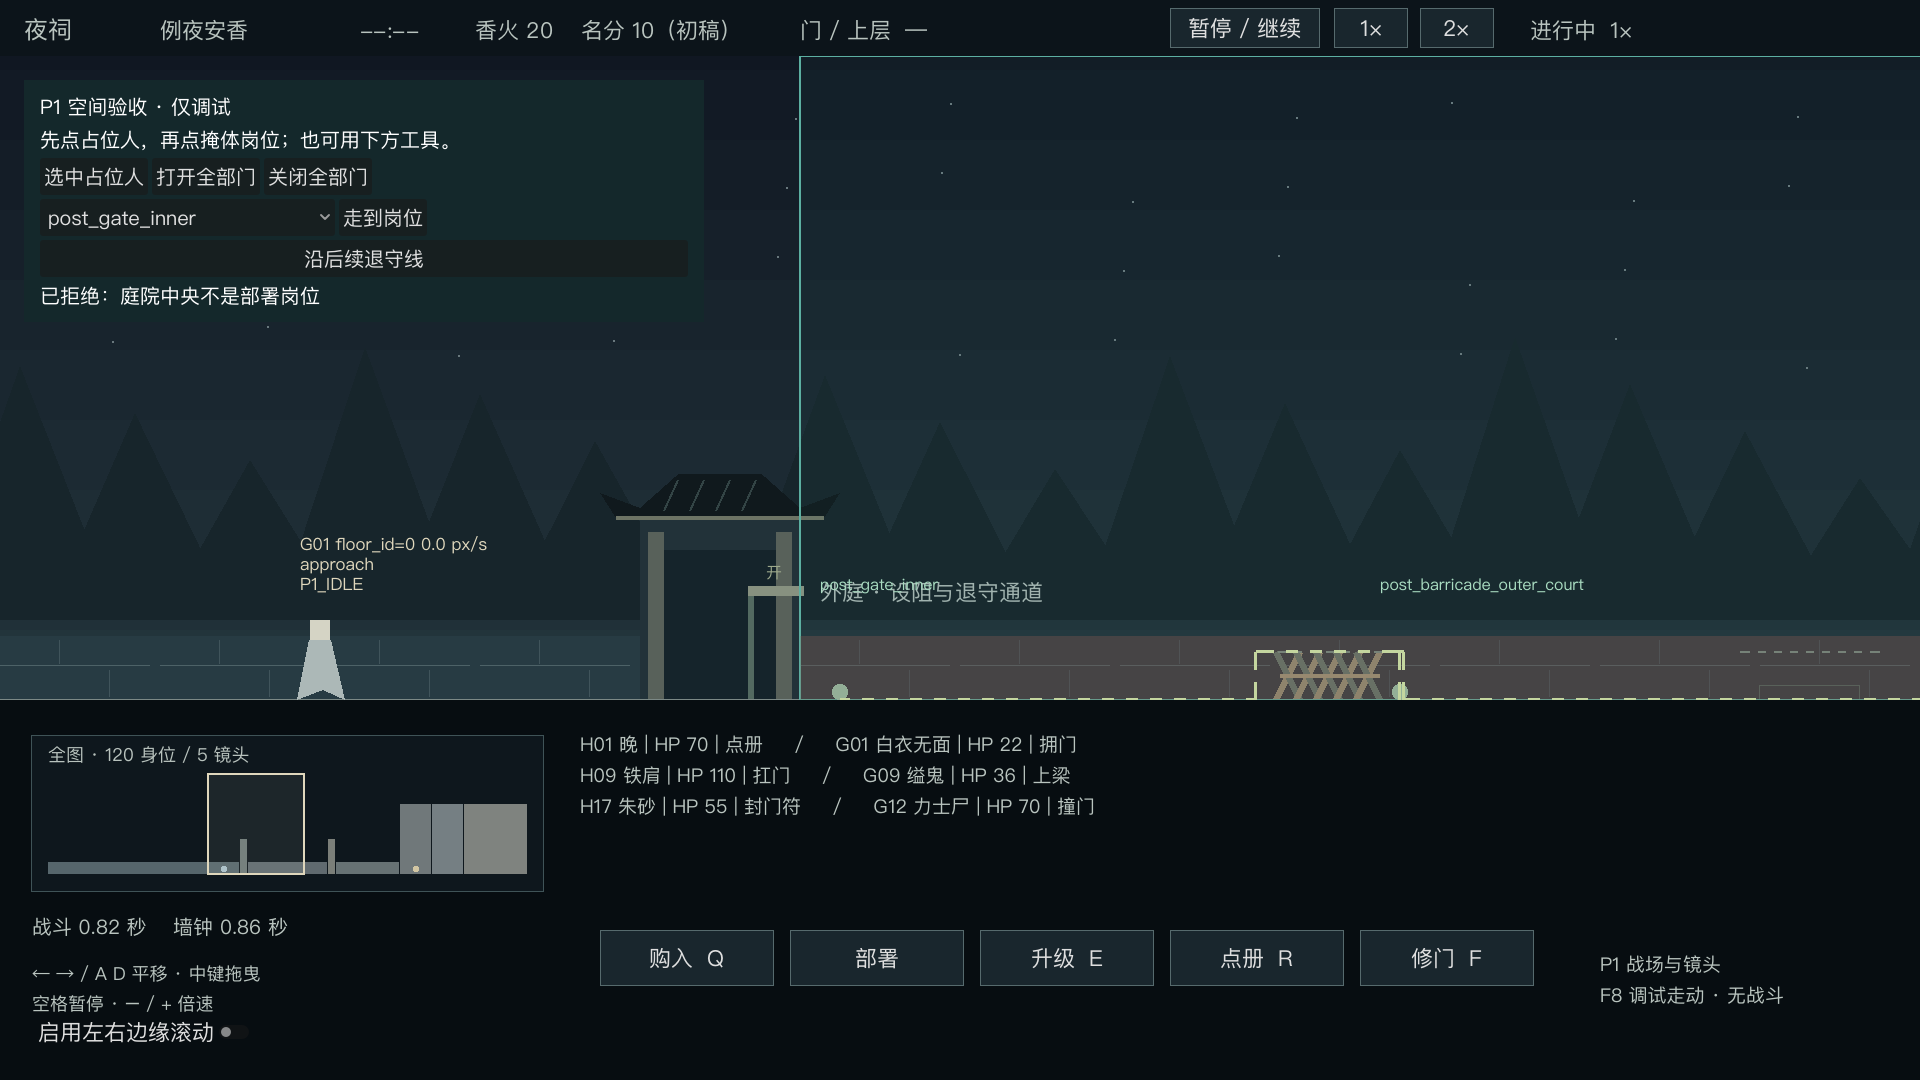 夜祠 例夜安香 --:-- 香火 20 名分 10（初稿） 门 / 上层 — 暂停 / 继续 1× 2× 进行中 1×
P1 空间验收 · 仅调试
先点占位人，再点掩体岗位；也可用下方工具。
选中占位人 打开全部门 关闭全部门
post_gate_inner 走到岗位
沿后续退守线
已拒绝：庭院中央不是部署岗位
G01 floor_id=0 0.0 px/s
approach
P1_IDLE
开
post_gate_inner
外庭 · 设阻与退守通道
post_barricade_outer_court
全图 · 120 身位 / 5 镜头
H01 晚 | HP 70 | 点册 / G01 白衣无面 | HP 22 | 拥门
H09 铁肩 | HP 110 | 扛门 / G09 缢鬼 | HP 36 | 上梁
H17 朱砂 | HP 55 | 封门符 / G12 力士尸 | HP 70 | 撞门
战斗 0.82 秒 墙钟 0.86 秒
←→ / A D 平移 · 中键拖曳
空格暂停 · − / + 倍速
启用左右边缘滚动
购入 Q 部署 升级 E 点册 R 修门 F
P1 战场与镜头
F8 调试走动 · 无战斗